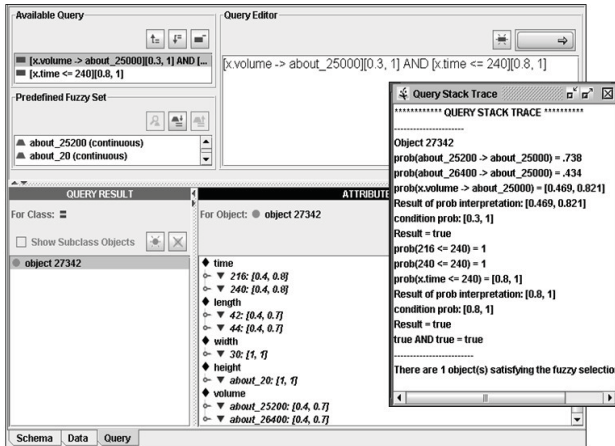 Available Query
[x.volume -> about_25000][0.3, 1] AND [...
[x.time <= 240][0.8, 1]
Predefined Fuzzy Set
about_25200 (continuous)
about_20 (continuous)
Query Editor
[x.volume -> about_25000][0.3, 1] AND [x.time <= 240][0.8, 1]
QUERY RESULT
For Class:
Show Subclass Objects
object 27342
ATTRIBUTE
For Object: object 27342
time
216: [0.4, 0.8]
240: [0.4, 0.8]
length
42: [0.4, 0.7]
44: [0.4, 0.7]
width
30: [1, 1]
height
about_20: [1, 1]
volume
about_25200: [0.4, 0.7]
about_26400: [0.4, 0.7]
Query Stack Trace
************ QUERY STACK TRACE **********
----------------------
Object 27342
prob(about_25200 -> about_25000) = .738
prob(about_26400 -> about_25000) = .434
prob(x.volume -> about_25000) = [0.469, 0.821]
Result of prob interpretation: [0.469, 0.821]
condition prob: [0.3, 1]
Result = true
prob(216 <= 240) = 1
prob(240 <= 240) = 1
prob(x.time <= 240) = [0.8, 1]
Result of prob interpretation: [0.8, 1]
condition prob: [0.8, 1]
Result = true
true AND true = true
-------------------------
There are 1 object(s) satisfying the fuzzy selectio
Schema Data Query